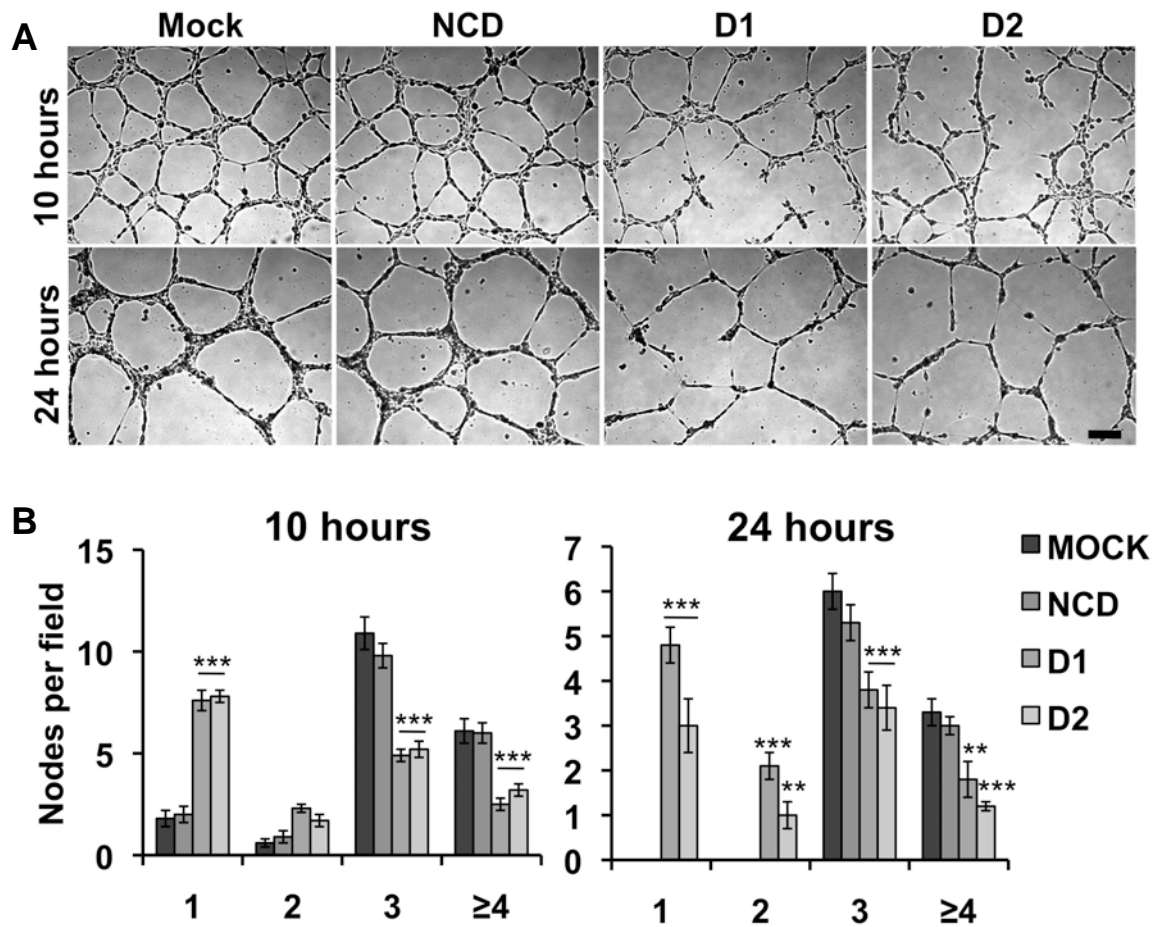 A
Mock NCD D1 D2
10 hours
24 hours
B
10 hours
24 hours
Nodes per field
15
10
5
0
***
***
***
1 2 3 ≥4
7
6
5
4
3
2
1
0
***
***
**
***
**
***
1 2 3 ≥4
MOCK
NCD
D1
D2